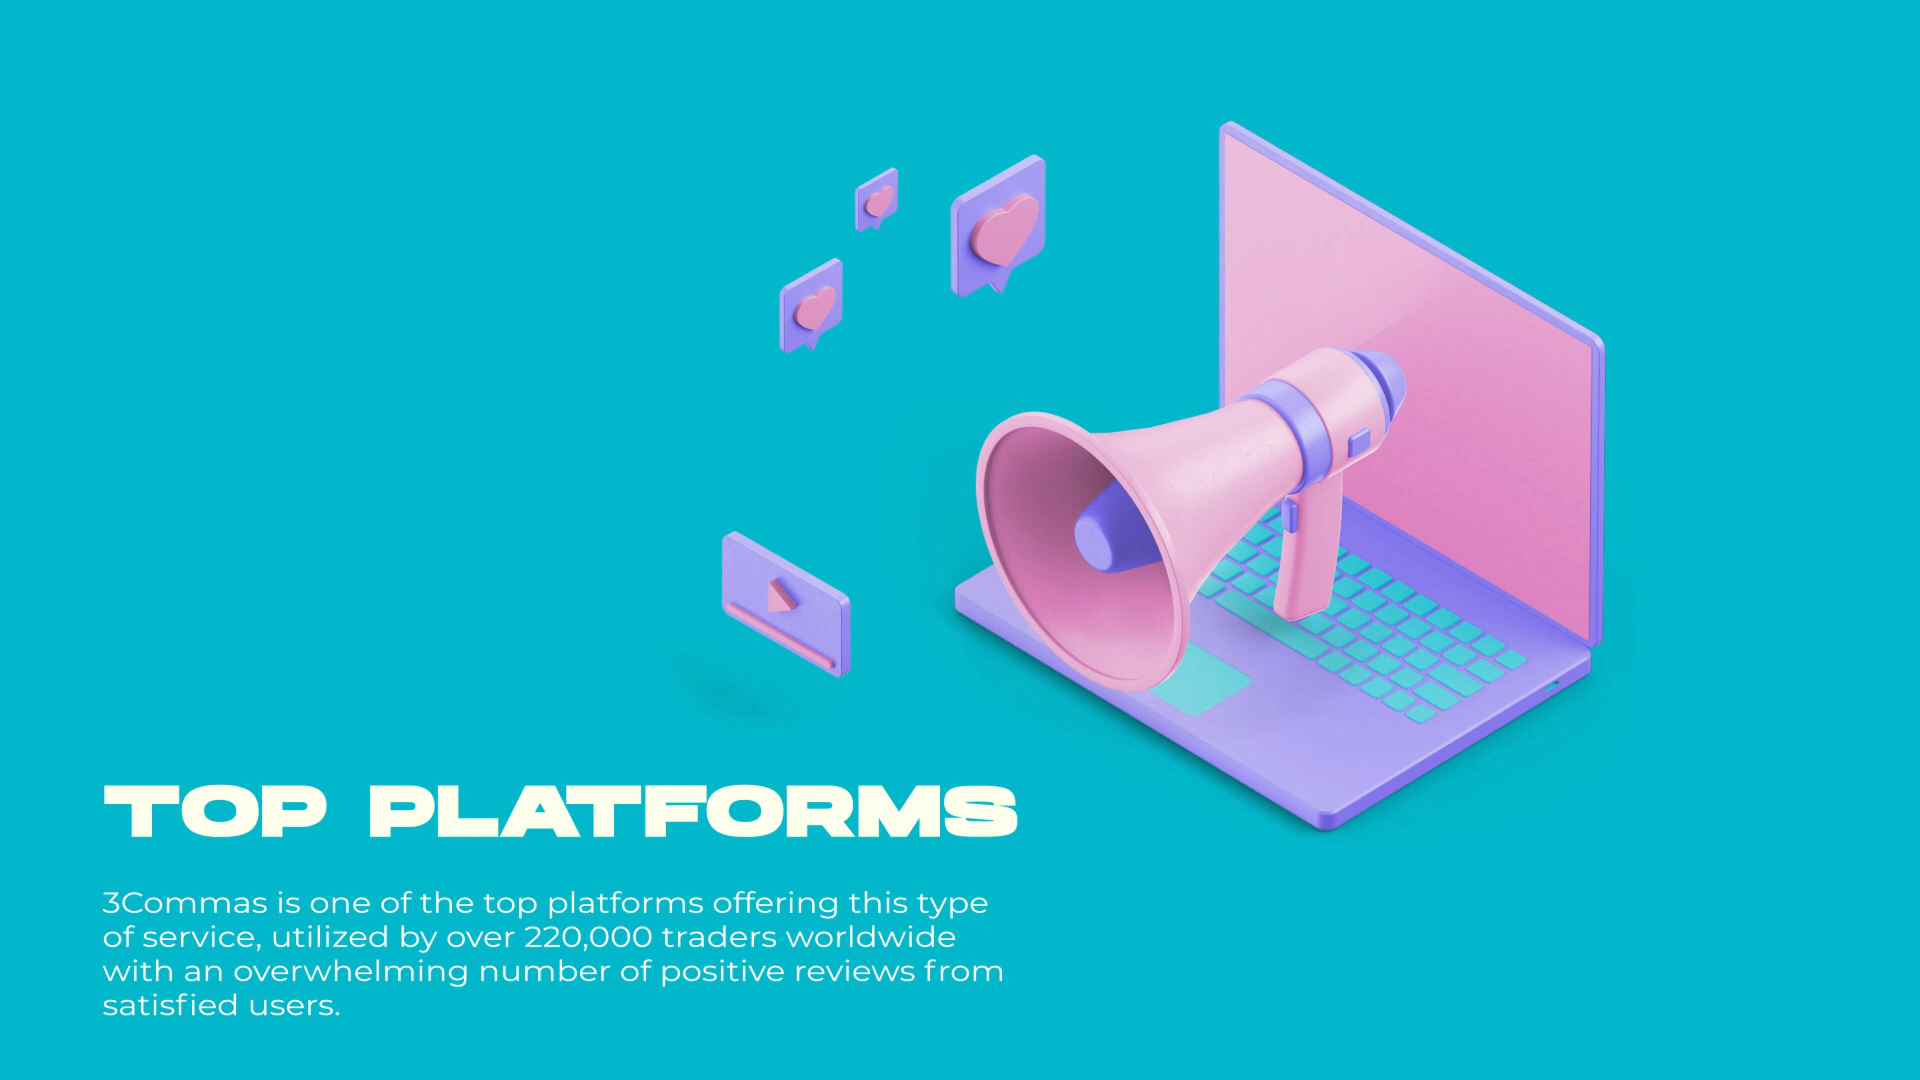 TOP PLATFORMS
3Commas is one of the top platforms offering this type
of service, utilized by over 220,000 traders worldwide
with an overwhelming number of positive reviews from
satisfied users.